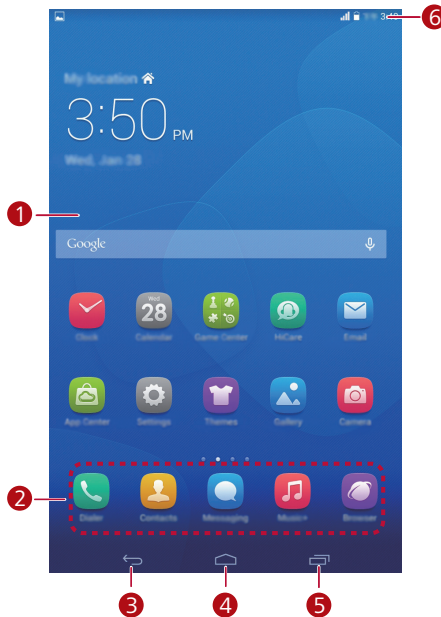 6
My location
3:50 PM
Wed, Jan 28
1
Google
Wed
28
Clock Calendar Game Center HiCare Email
App Center Settings Themes Gallery Camera
2
Dialer Contacts Messaging Music+ Browser
3 4 5